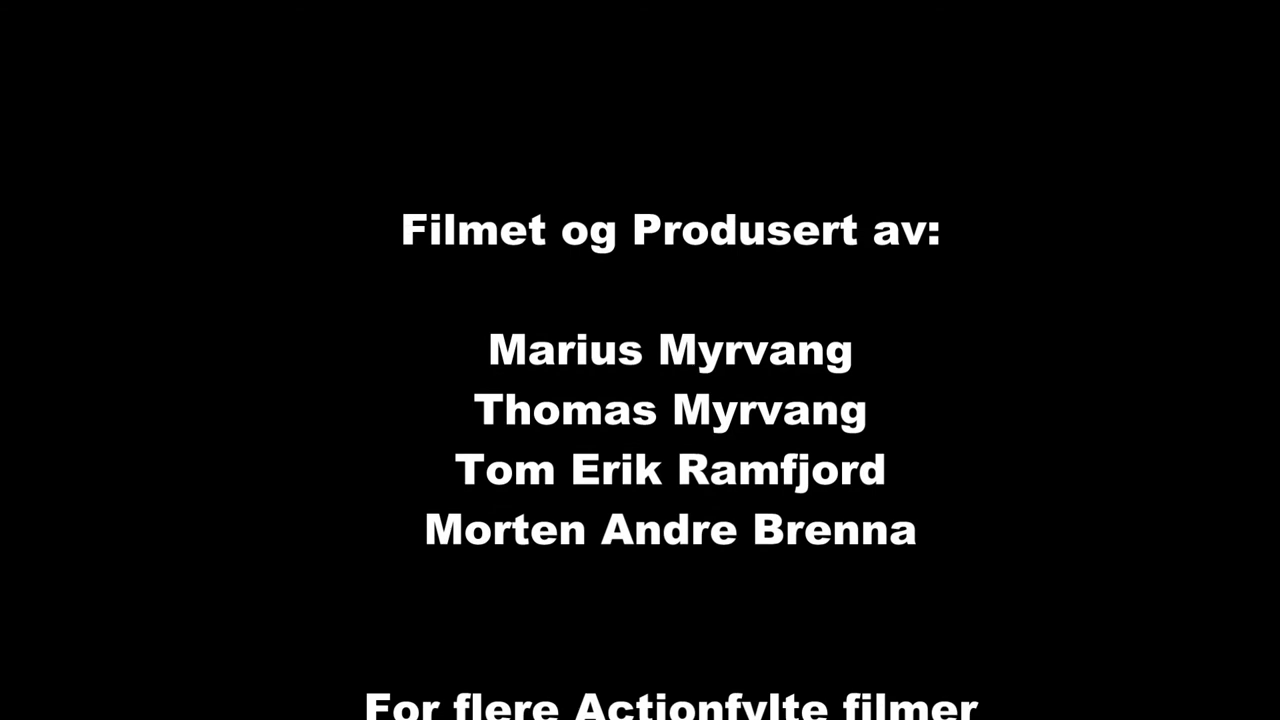 Filmet og Produsert av:
Marius Myrvang
Thomas Myrvang
Tom Erik Ramfjord
Morten Andre Brenna
For flere Actionfylte filmer